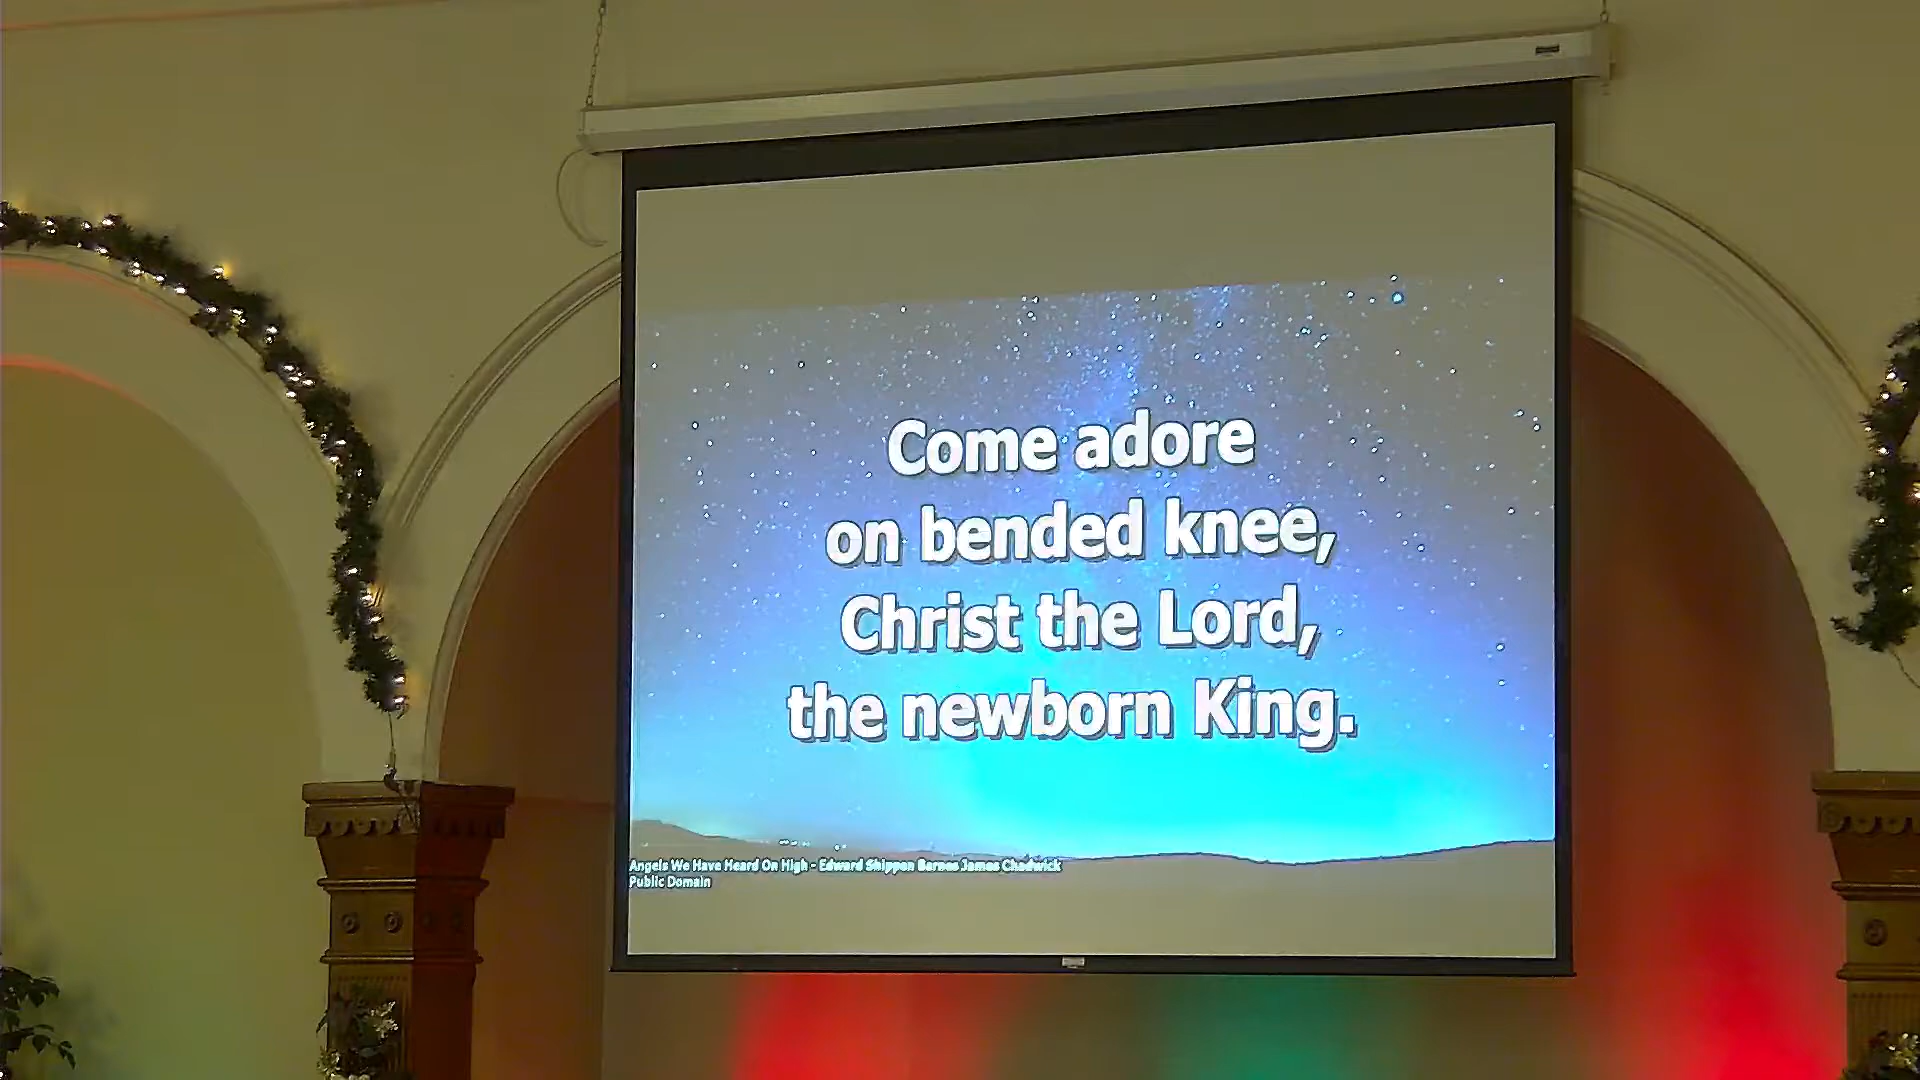 Come adore
on bended knee,
Christ the Lord,
the newborn King.
Angels We Have Heard On High - Edward Shippen Barnes James Chadwick
Public Domain